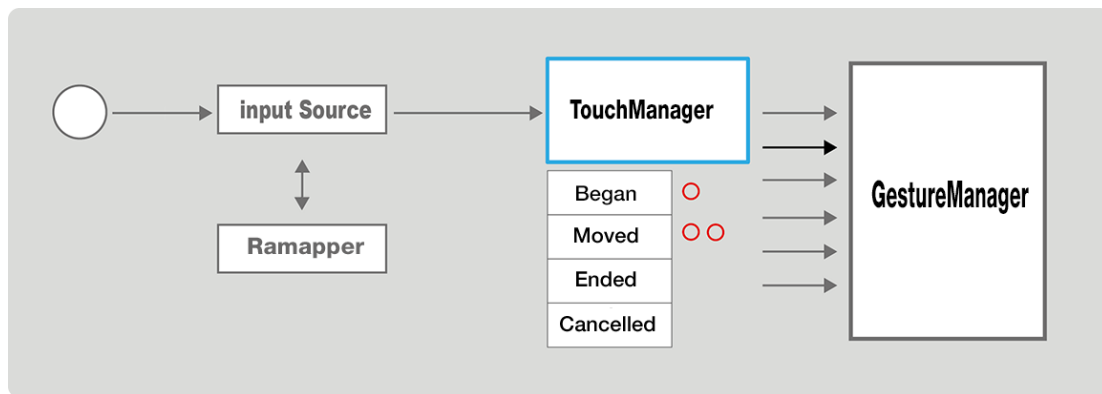 input Source
TouchManager
GestureManager
Ramapper
Began
Moved
Ended
Cancelled